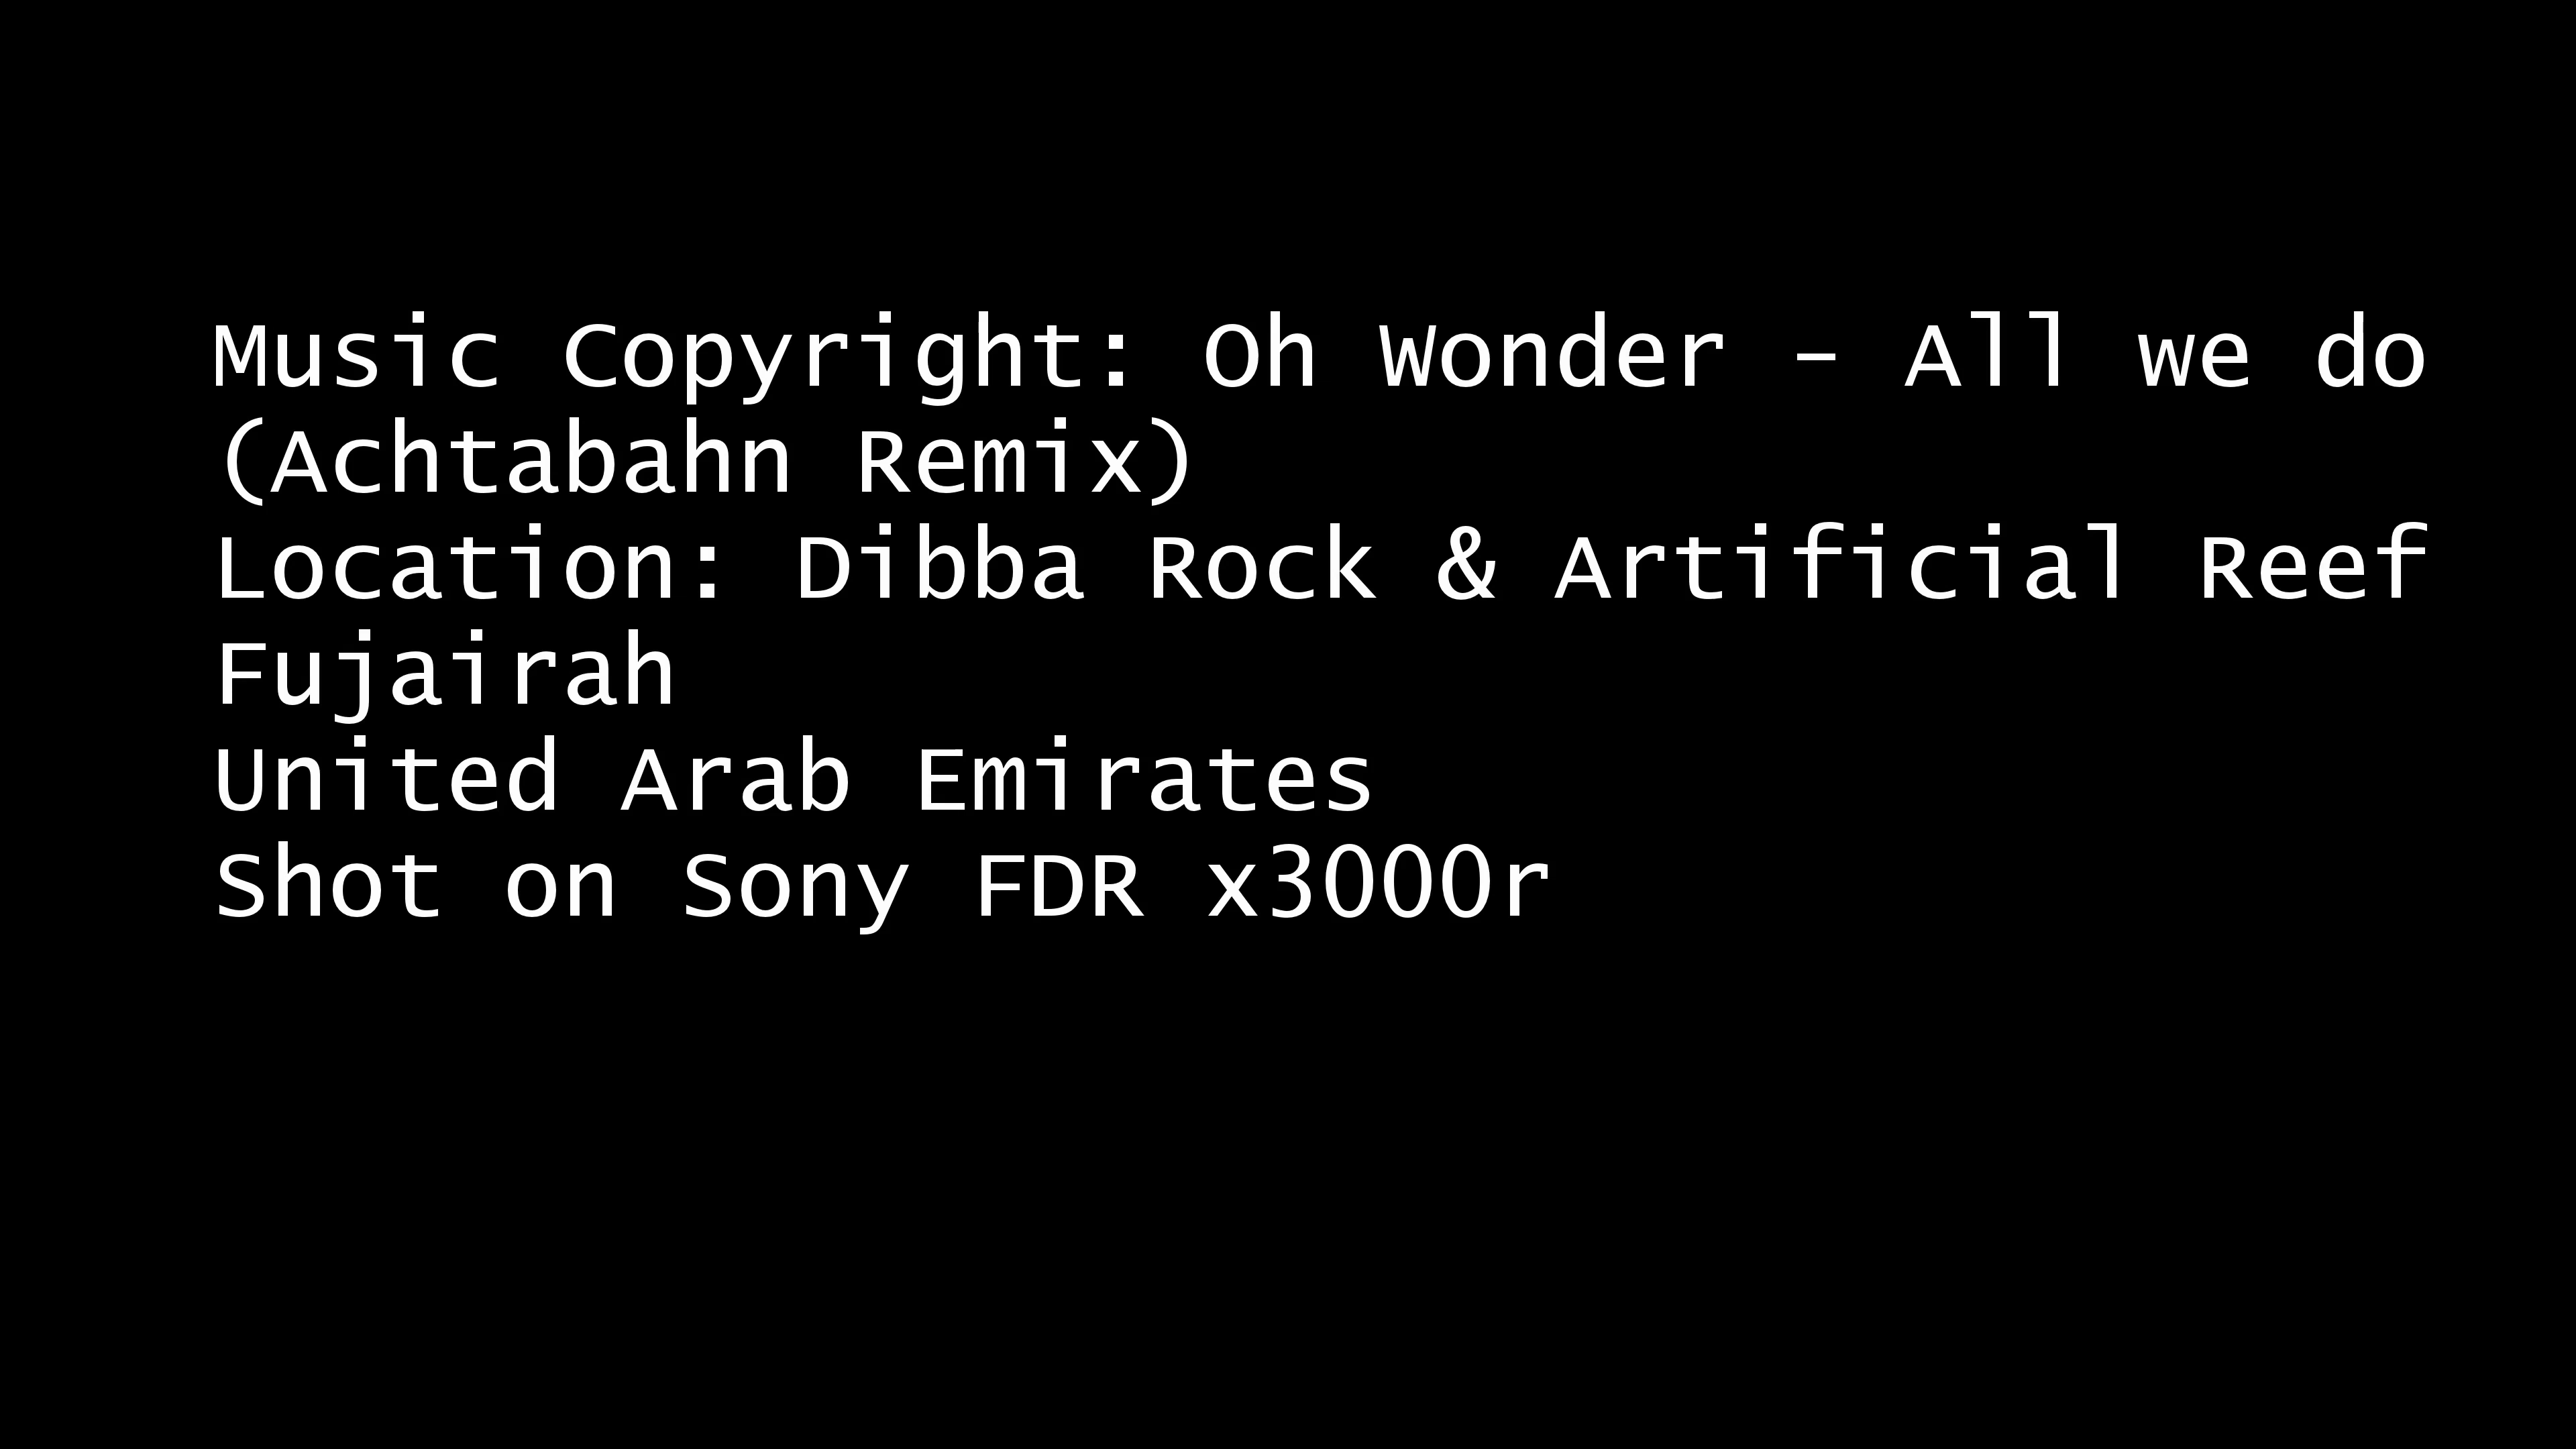 Music Copyright: Oh Wonder - All we do
(Achtabahn Remix)
Location: Dibba Rock & Artificial Reef
Fujairah
United Arab Emirates
Shot on Sony FDR x3000r